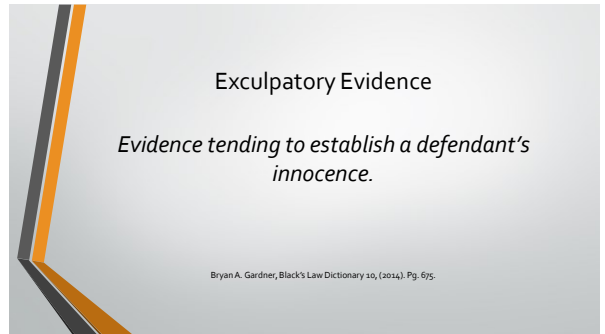 Exculpatory Evidence
Evidence tending to establish a defendant's
innocence.
Bryan A. Gardner, Black's Law Dictionary 10, (2014). Pg. 675.